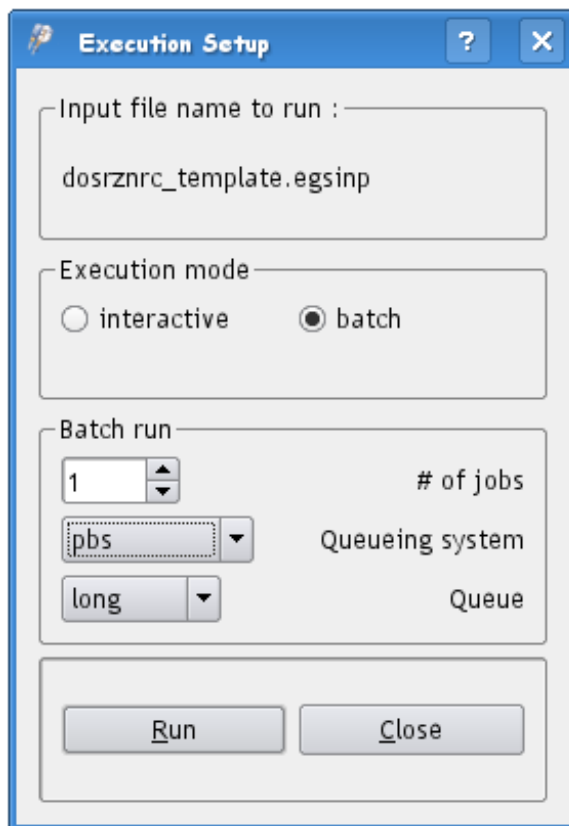 Execution Setup ?
Input file name to run :
dosrznrc_template.egsinp
Execution mode
interactive batch
Batch run
1 # of jobs
pbs Queueing system
long Queue
Run Close